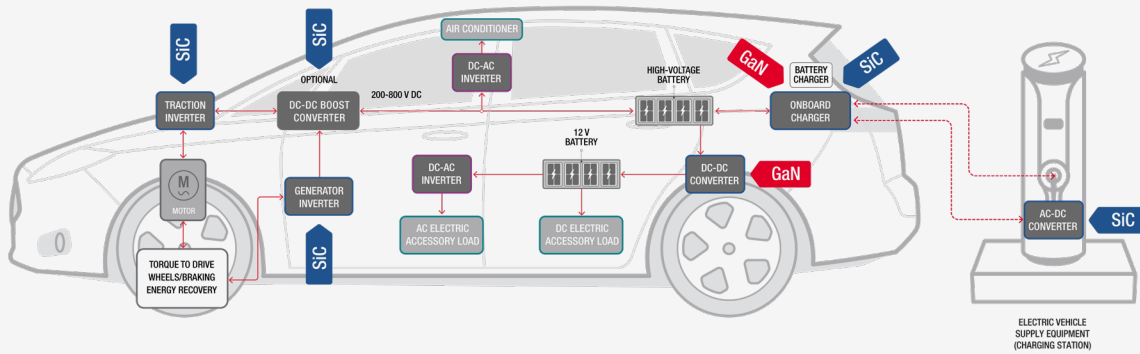 SiC
SiC
AIR CONDITIONER
GaN
BATTERY
CHARGER
SiC
DC-AC
INVERTER
HIGH-VOLTAGE
BATTERY
OPTIONAL
TRACTION
INVERTER
DC-DC BOOST
CONVERTER
200-800 V DC
ONBOARD
CHARGER
12 V
BATTERY
M
MOTOR
GENERATOR
INVERTER
DC-AC
INVERTER
DC-DC
CONVERTER
GaN
AC ELECTRIC
ACCESSORY LOAD
DC ELECTRIC
ACCESSORY LOAD
AC-DC
CONVERTER
SiC
SiC
TORQUE TO DRIVE
WHEELS/BRAKING
ENERGY RECOVERY
ELECTRIC VEHICLE
SUPPLY EQUIPMENT
(CHARGING STATION)